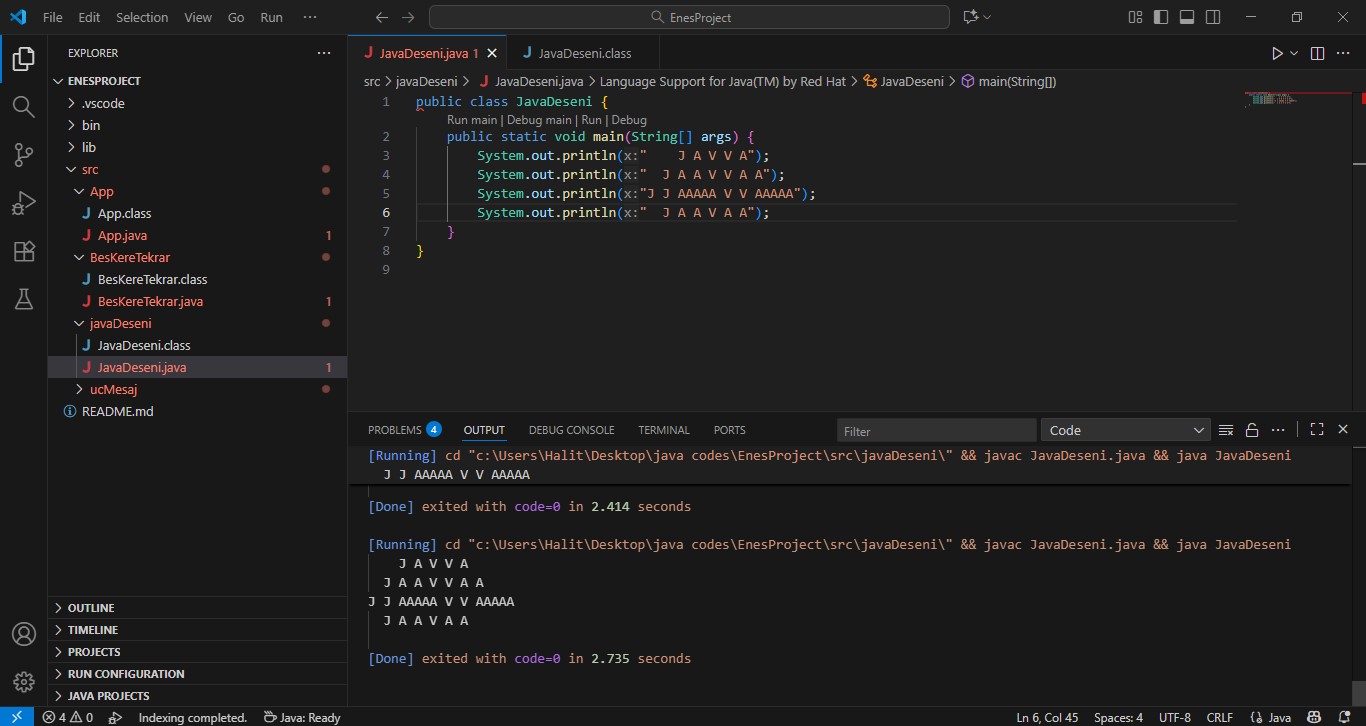 File Edit Selection View Go Run ··· EnesProject
EXPLORER ···
ENESPROJECT
.vscode
bin
lib
src
App
App.class
App.java 1
BesKereTekrar
BesKereTekrar.class
BesKereTekrar.java 1
javaDeseni
JavaDeseni.class
JavaDeseni.java 1
ucMesaj
README.md
OUTLINE
TIMELINE
PROJECTS
RUN CONFIGURATION
JAVA PROJECTS
JavaDeseni.java 1 JavaDeseni.class
src > javaDeseni > JavaDeseni.java > Language Support for Java(TM) by Red Hat > JavaDeseni > main(String[])
1 public class JavaDeseni {
Run main | Debug main | Run | Debug
2     public static void main(String[] args) {
3         System.out.println(x:"    J A V V A");
4         System.out.println(x:"  J A A V V A A");
5         System.out.println(x:"J J AAAAA V V AAAAA");
6         System.out.println(x:"  J A A V A A");
7     }
8 }
9
PROBLEMS 4 OUTPUT DEBUG CONSOLE TERMINAL PORTS Filter Code
[Running] cd "c:\Users\Halit\Desktop\java codes\EnesProject\src\javaDeseni\" && javac JavaDeseni.java && java JavaDeseni
  J J AAAAA V V AAAAA
[Done] exited with code=0 in 2.414 seconds
[Running] cd "c:\Users\Halit\Desktop\java codes\EnesProject\src\javaDeseni\" && javac JavaDeseni.java && java JavaDeseni
    J A V V A
  J A A V V A A
J J AAAAA V V AAAAA
  J A A V A A
[Done] exited with code=0 in 2.735 seconds
4 0 Indexing completed. Java: Ready Ln 6, Col 45 Spaces: 4 UTF-8 CRLF {} Java